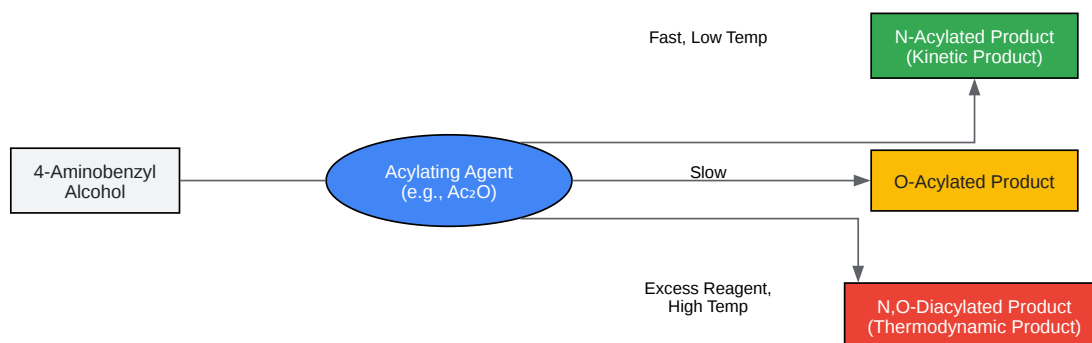 Fast, Low Temp
N-Acylated Product
(Kinetic Product)
4-Aminobenzyl
Alcohol
Acylating Agent
(e.g., Ac₂O)
Slow
O-Acylated Product
Excess Reagent,
High Temp
N,O-Diacylated Product
(Thermodynamic Product)